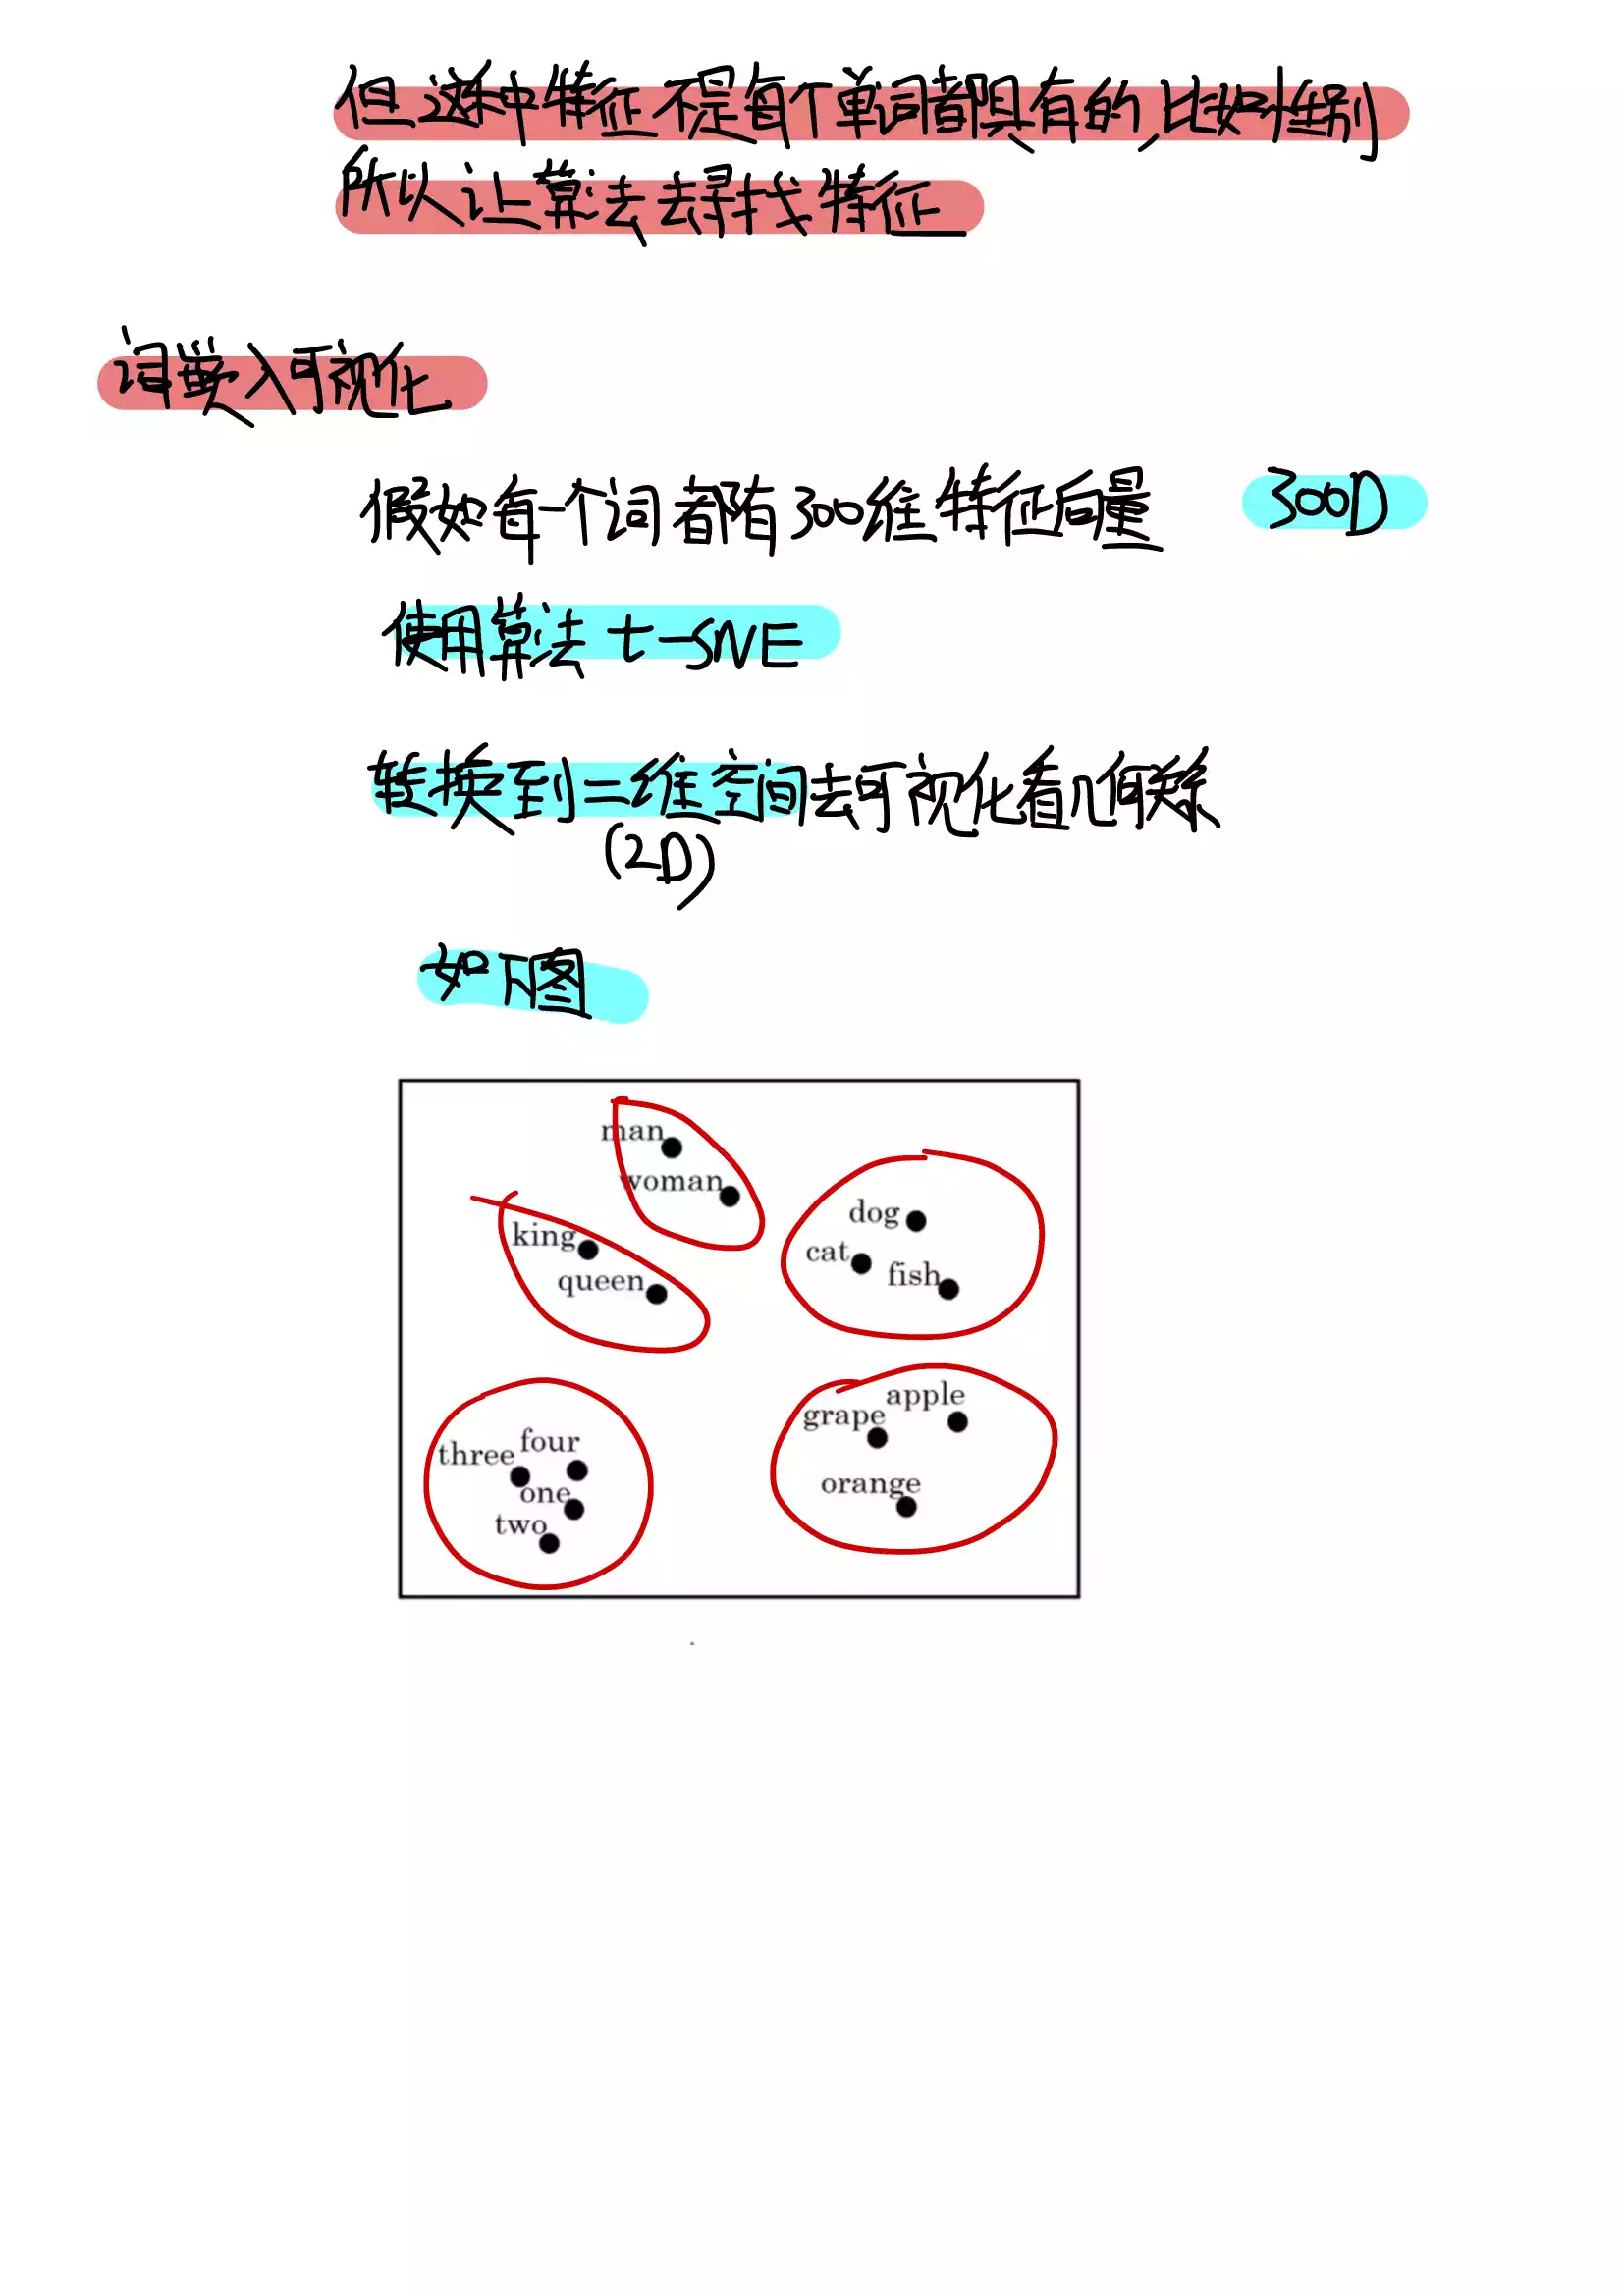 但这种特征不是每个单词都具有的,比如性别
所以让算法去寻找特征
词嵌入可视化
假如每一个词都有300维特征向量 300D
使用算法 t-SNE
转换到二维空间去可视化看几何关系
(2D)
如下图
man
woman
king
queen
dog
cat
fish
apple
grape
orange
four
three
one
two